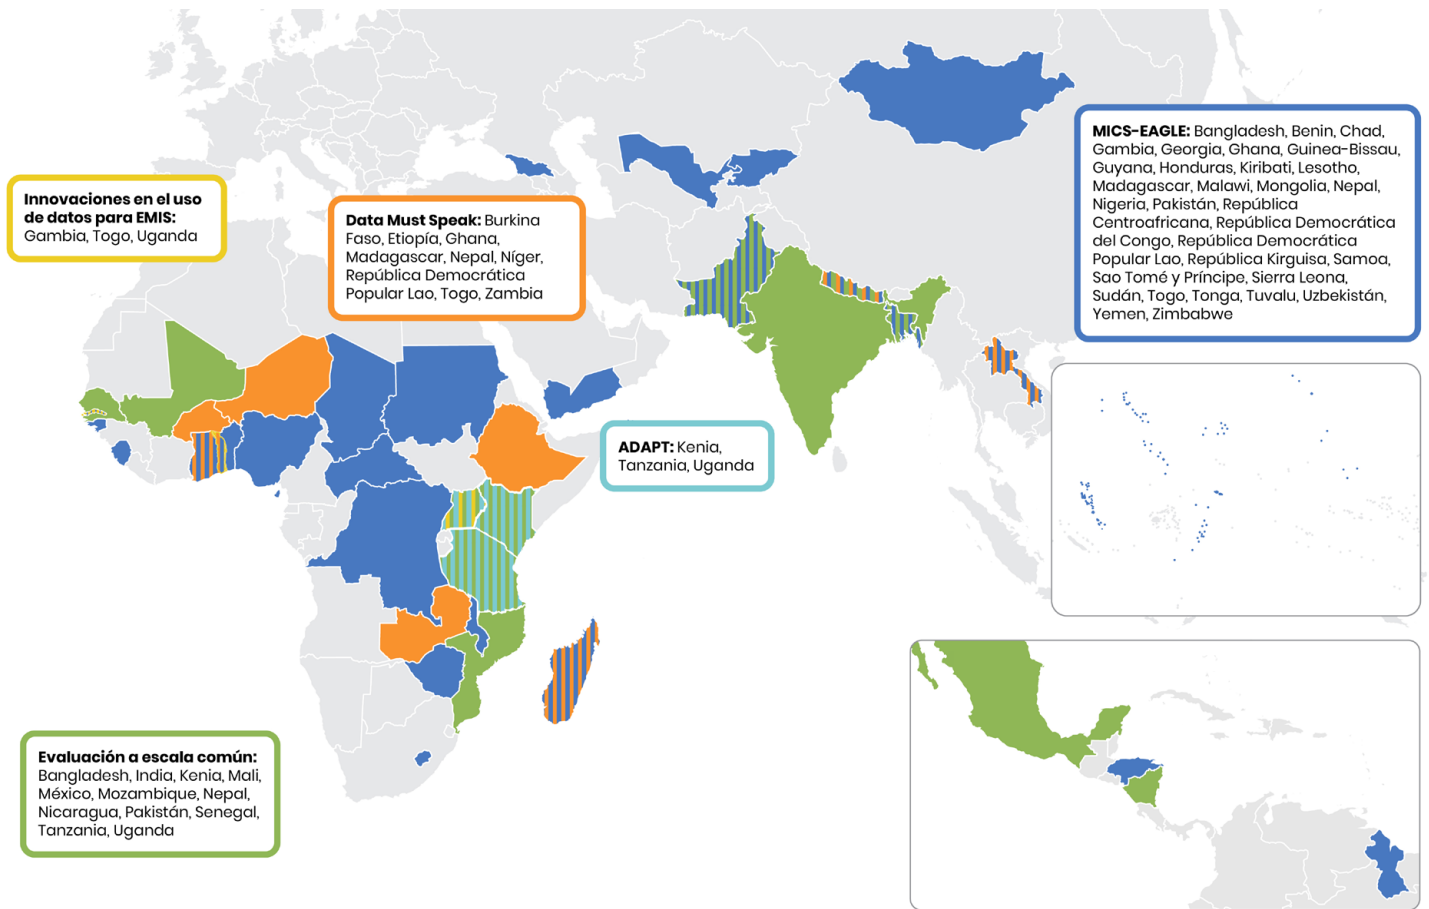 MICS-EAGLE: Bangladesh, Benin, Chad,
Gambia, Georgia, Ghana, Guinea-Bissau,
Guyana, Honduras, Kiribati, Lesotho,
Madagascar, Malawi, Mongolia, Nepal,
Nigeria, Pakistán, República
Centroafricana, República Democrática
del Congo, República Democrática
Popular Lao, República Kirguisa, Samoa,
Sao Tomé y Príncipe, Sierra Leona,
Sudán, Togo, Tonga, Tuvalu, Uzbekistán,
Yemen, Zimbabwe
Innovaciones en el uso
de datos para EMIS:
Gambia, Togo, Uganda
Data Must Speak: Burkina
Faso, Etiopía, Ghana,
Madagascar, Nepal, Níger,
República Democrática
Popular Lao, Togo, Zambia
ADAPT: Kenia,
Tanzania, Uganda
Evaluación a escala común:
Bangladesh, India, Kenia, Mali,
México, Mozambique, Nepal,
Nicaragua, Pakistán, Senegal,
Tanzania, Uganda